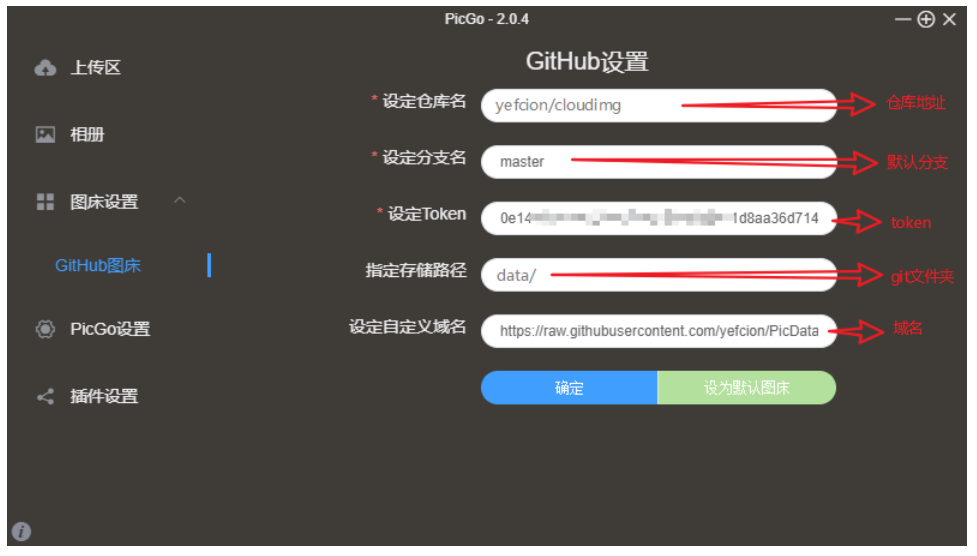 PicGo - 2.0.4
上传区
相册
图床设置
GitHub图床
PicGo设置
插件设置
GitHub设置
* 设定仓库名 yefcion/cloudimg 仓库地址
* 设定分支名 master 默认分支
* 设定Token 0e14 1d8aa36d714 token
指定存储路径 data/ git文件夹
设定自定义域名 https://raw.githubusercontent.com/yefcion/PicData 域名
确定 设为默认图床